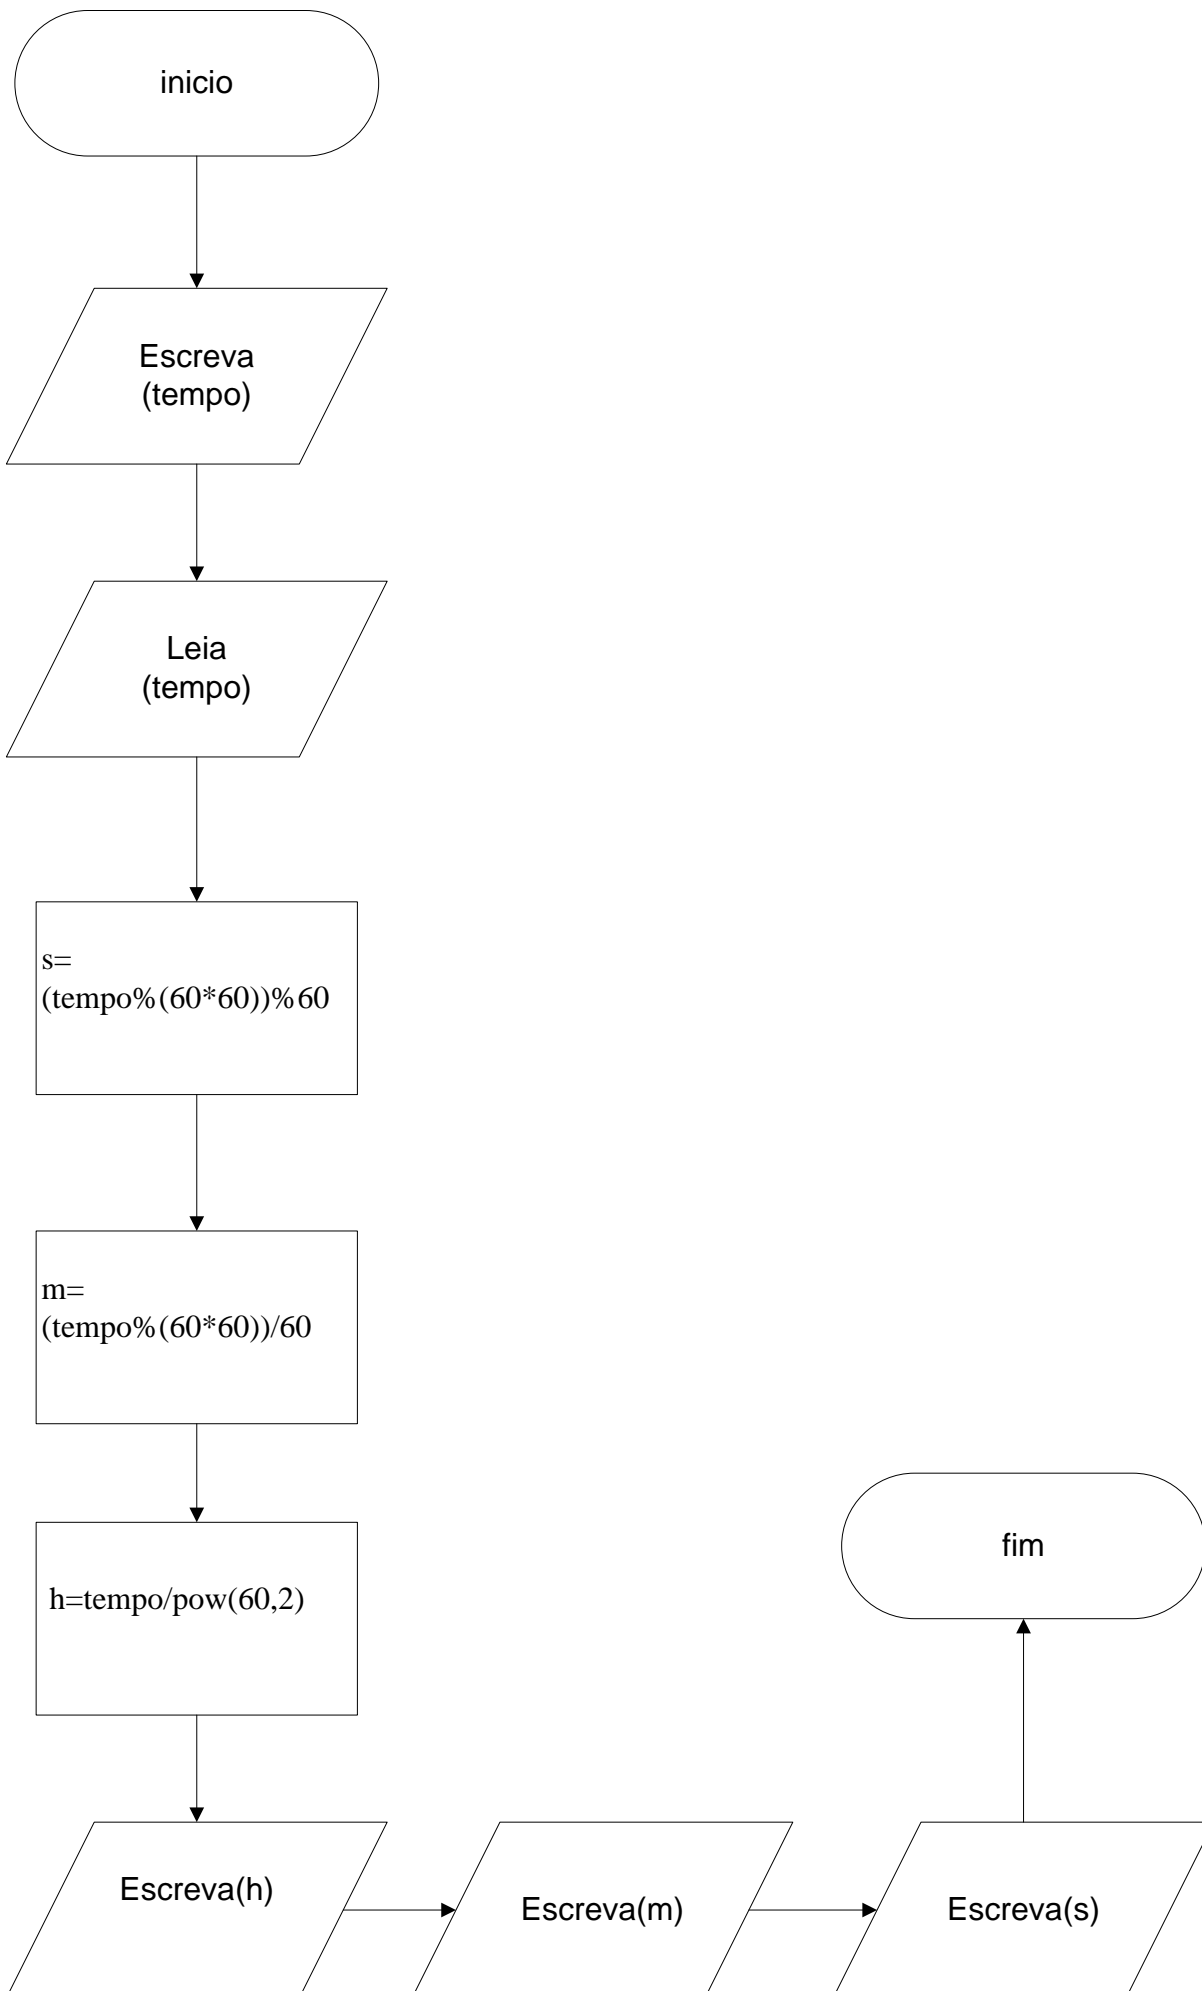 inicio
Escreva
(tempo)
Leia
(tempo)
s=
(tempo%(60*60))%60
m=
(tempo%(60*60))/60
h=tempo/pow(60,2)
Escreva(h)
Escreva(m)
Escreva(s)
fim